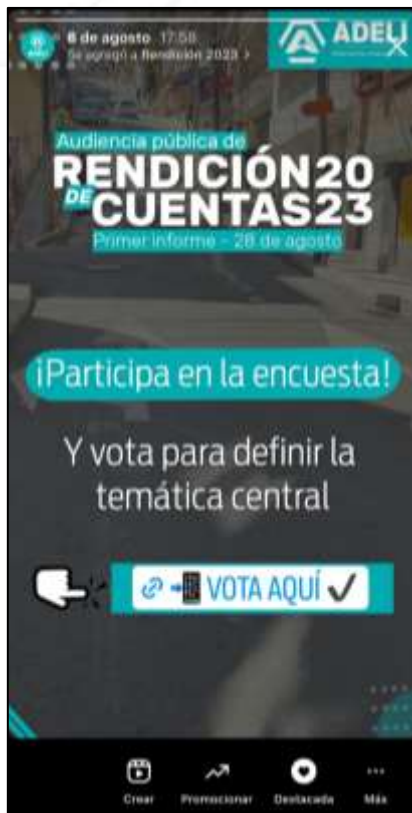 6 de agosto 17:58
Se agregó a Rendición 2023 >
ADELI
Audiencia pública de
RENDICIÓN 20
DE CUENTAS 23
Primer informe - 28 de agosto
¡Participa en la encuesta!
Y vota para definir la
temática central
VOTA AQUÍ
Crear Promocionar Destacada Más